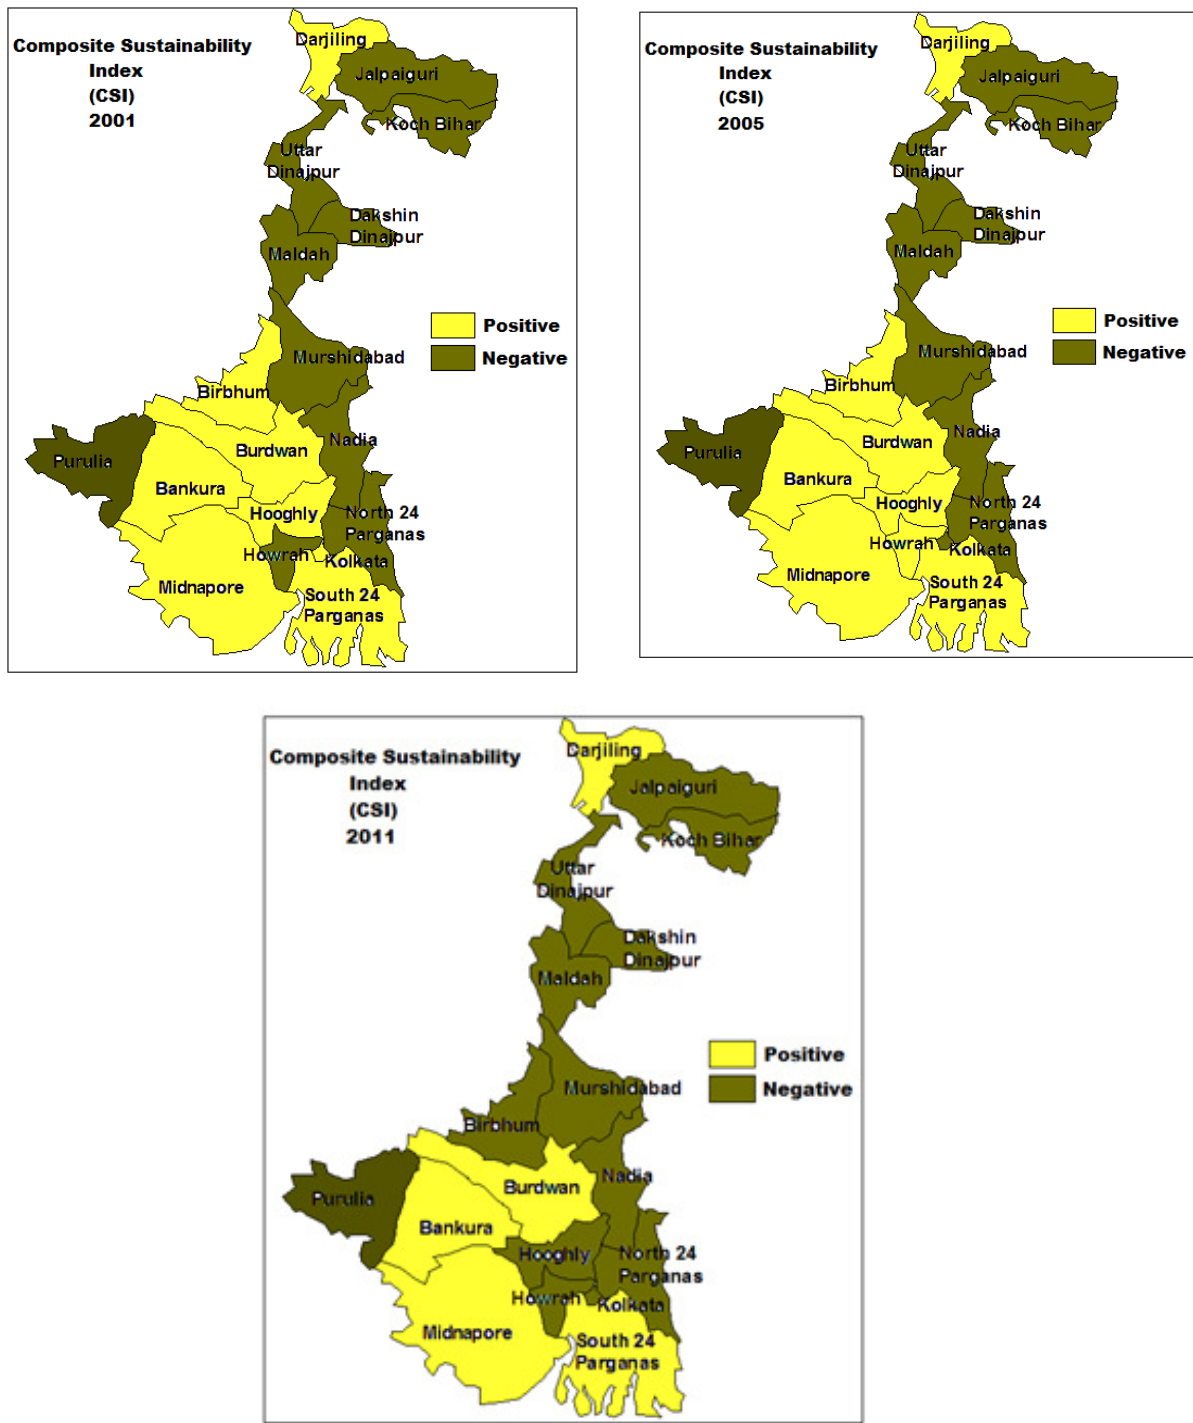 Composite Sustainability
Index
(CSI)
2001
Darjiling
Jalpaiguri
Koch Bihar
Uttar
Dinajpur
Dakshin
Dinajpur
Maldah
Positive
Negative
Murshidabad
Birbhum
Nadia
Burdwan
Purulia
Bankura
Hooghly
North 24
Parganas
Howrah
Kolkata
Midnapore
South 24
Parganas
Composite Sustainability
Index
(CSI)
2005
Darjiling
Jalpaiguri
Koch Bihar
Uttar
Dinajpur
Dakshin
Dinajpur
Maldah
Positive
Negative
Murshidabad
Birbhum
Nadia
Burdwan
Purulia
Bankura
Hooghly
North 24
Parganas
Howrah
Kolkata
Midnapore
South 24
Parganas
Composite Sustainability
Index
(CSI)
2011
Darjiling
Jalpaiguri
Koch Bihar
Uttar
Dinajpur
Dakshin
Dinajpur
Maldah
Positive
Negative
Murshidabad
Birbhum
Nadia
Burdwan
Purulia
Bankura
Hooghly
North 24
Parganas
Howrah
Kolkata
Midnapore
South 24
Parganas